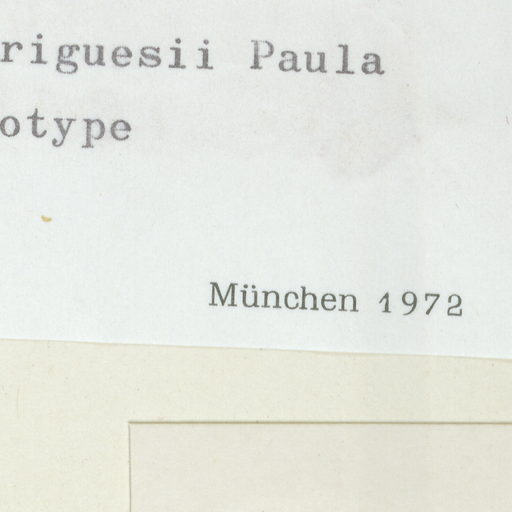 riguesii Paula
otype
München 1972